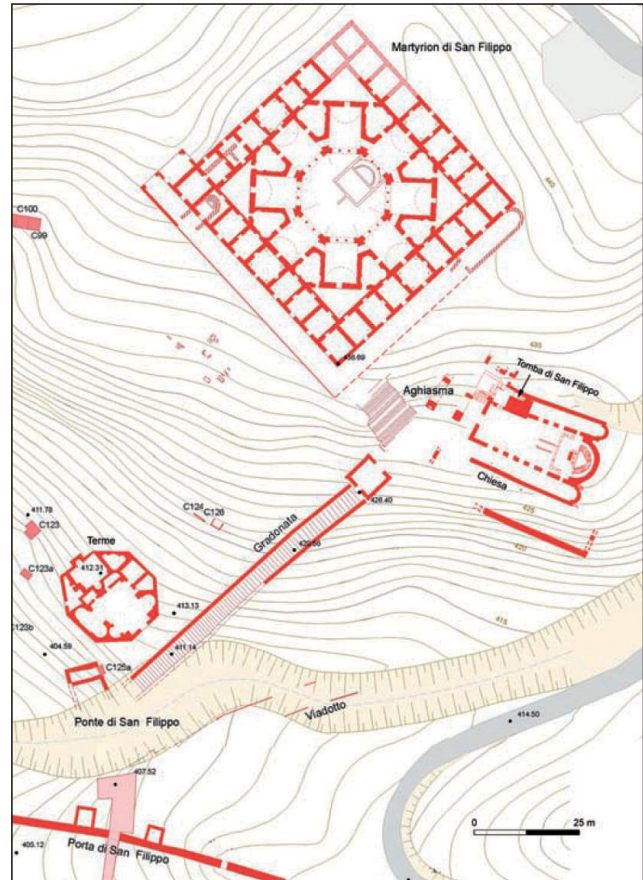 Martyrion di San Filippo
440
C100
C99
435
436.69
Aghiasma
Tomba di San Filippo
Chiesa
426.40
425
420
411.78
C123
C124
C126
Gradonata
Terme
412.31
C123a
413.13
415
C123b
404.59
411.14
C125a
Ponte di San Filippo
Viadotto
414.50
407.52
0 25 m
Porta di San Filippo
405.12